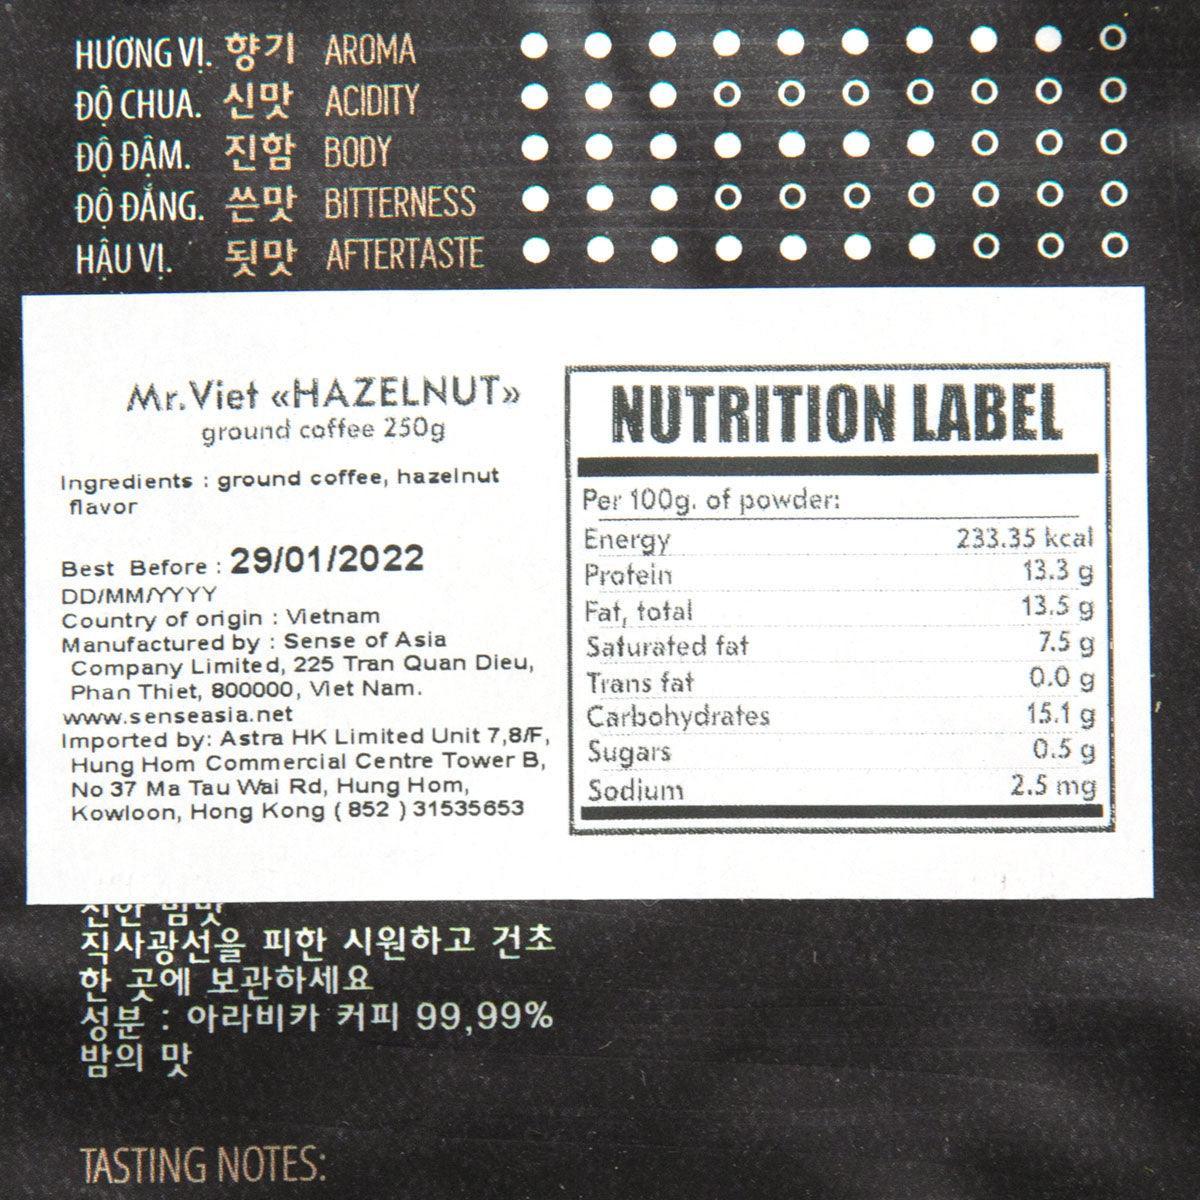 HƯƠNG VỊ. 향기 AROMA
ĐỘ CHUA. 신맛 ACIDITY
ĐỘ ĐẬM. 진함 BODY
ĐỘ ĐẮNG. 쓴맛 BITTERNESS
HẬU VỊ. 뒷맛 AFTERTASTE
Mr.Viet «HAZELNUT»
ground coffee 250g
Ingredients : ground coffee, hazelnut
flavor
Best Before : 29/01/2022
DD/MM/YYYY
Country of origin : Vietnam
Manufactured by : Sense of Asia
Company Limited, 225 Tran Quan Dieu,
Phan Thiet, 800000, Viet Nam.
www.senseasia.net
Imported by: Astra HK Limited Unit 7,8/F,
Hung Hom Commercial Centre Tower B,
No 37 Ma Tau Wai Rd, Hung Hom,
Kowloon, Hong Kong ( 852 ) 31535653
NUTRITION LABEL
Per 100g. of powder:
Energy 233.35 kcal
Protein 13.3 g
Fat, total 13.5 g
Saturated fat 7.5 g
Trans fat 0.0 g
Carbohydrates 15.1 g
Sugars 0.5 g
Sodium 2.5 mg
직사광선을 피한 시원하고 건초
한 곳에 보관하세요
성분 : 아라비카 커피 99,99%
밤의 맛
TASTING NOTES: